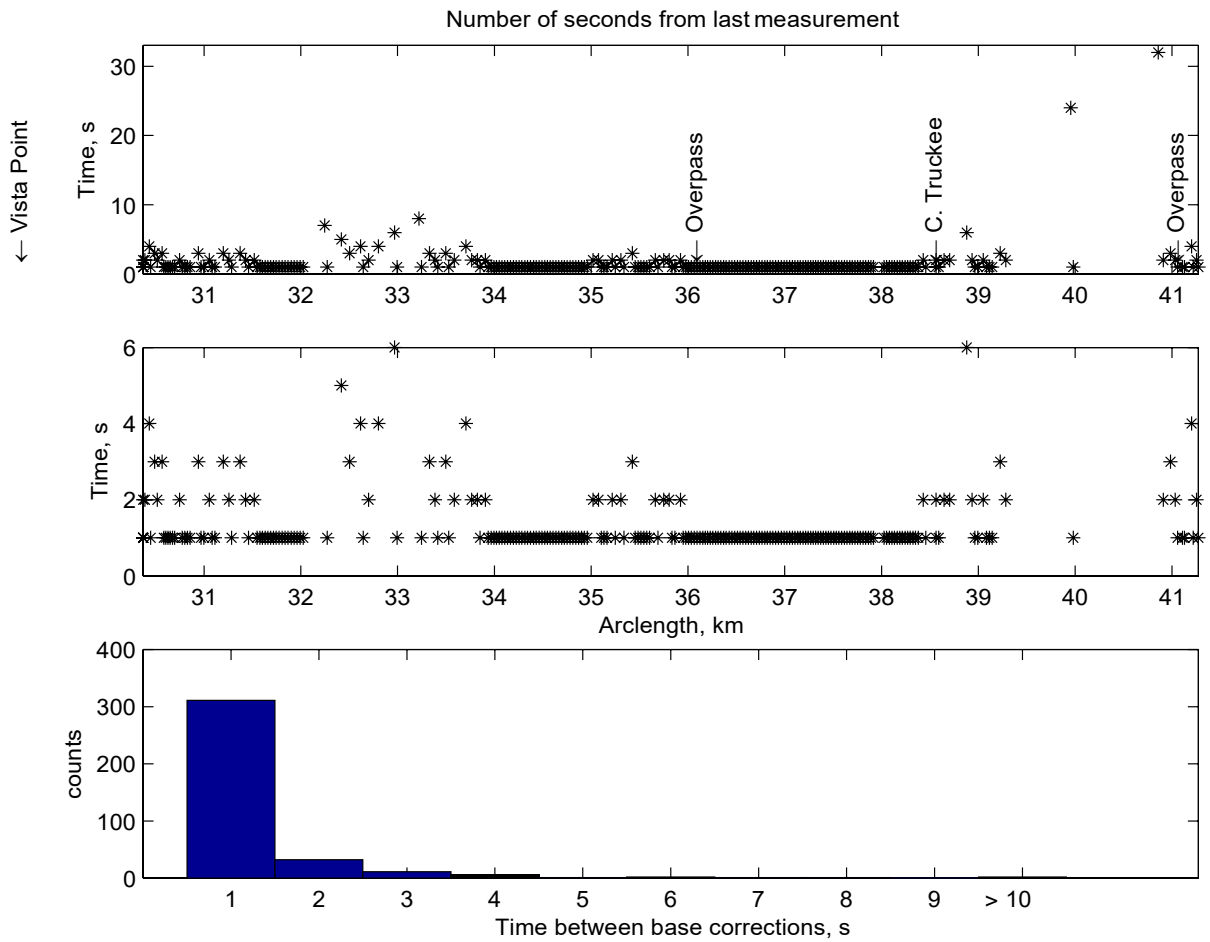 Number of seconds from last measurement
← Vista Point
Time, s
30
20
10
0
Overpass
C. Truckee
Overpass
31 32 33 34 35 36 37 38 39 40 41
Time, s
6
4
2
0
31 32 33 34 35 36 37 38 39 40 41
Arclength, km
counts
400
300
200
100
0
1 2 3 4 5 6 7 8 9 > 10
Time between base corrections, s